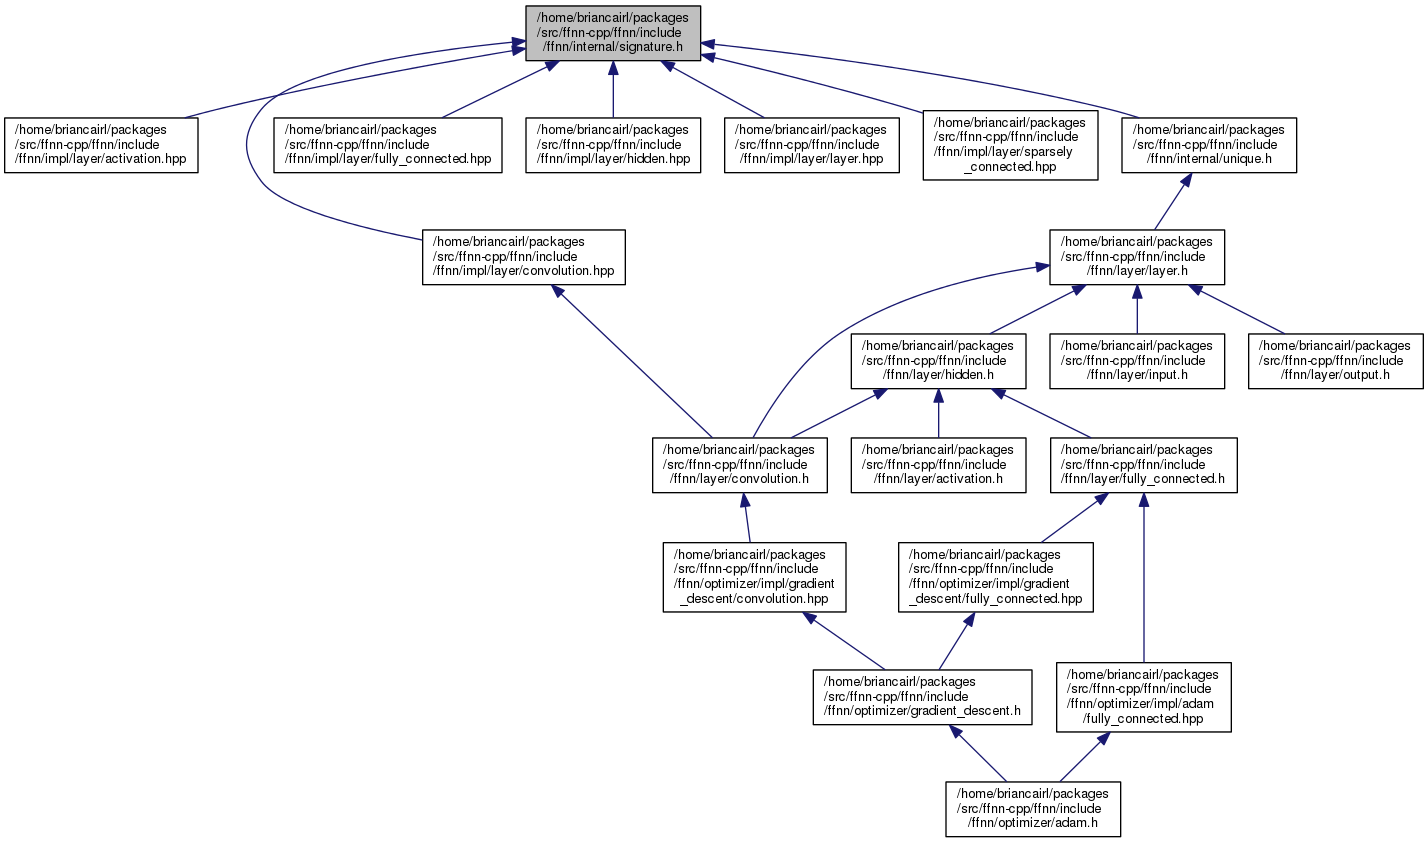 /home/briancairl/packages
/src/ffnn-cpp/ffnn/include
/ffnn/internal/signature.h
/home/briancairl/packages
/src/ffnn-cpp/ffnn/include
/ffnn/impl/layer/activation.hpp
/home/briancairl/packages
/src/ffnn-cpp/ffnn/include
/ffnn/impl/layer/fully_connected.hpp
/home/briancairl/packages
/src/ffnn-cpp/ffnn/include
/ffnn/impl/layer/hidden.hpp
/home/briancairl/packages
/src/ffnn-cpp/ffnn/include
/ffnn/impl/layer/layer.hpp
/home/briancairl/packages
/src/ffnn-cpp/ffnn/include
/ffnn/impl/layer/sparsely
_connected.hpp
/home/briancairl/packages
/src/ffnn-cpp/ffnn/include
/ffnn/internal/unique.h
/home/briancairl/packages
/src/ffnn-cpp/ffnn/include
/ffnn/impl/layer/convolution.hpp
/home/briancairl/packages
/src/ffnn-cpp/ffnn/include
/ffnn/layer/layer.h
/home/briancairl/packages
/src/ffnn-cpp/ffnn/include
/ffnn/layer/hidden.h
/home/briancairl/packages
/src/ffnn-cpp/ffnn/include
/ffnn/layer/input.h
/home/briancairl/packages
/src/ffnn-cpp/ffnn/include
/ffnn/layer/output.h
/home/briancairl/packages
/src/ffnn-cpp/ffnn/include
/ffnn/layer/convolution.h
/home/briancairl/packages
/src/ffnn-cpp/ffnn/include
/ffnn/layer/activation.h
/home/briancairl/packages
/src/ffnn-cpp/ffnn/include
/ffnn/layer/fully_connected.h
/home/briancairl/packages
/src/ffnn-cpp/ffnn/include
/ffnn/optimizer/impl/gradient
_descent/convolution.hpp
/home/briancairl/packages
/src/ffnn-cpp/ffnn/include
/ffnn/optimizer/impl/gradient
_descent/fully_connected.hpp
/home/briancairl/packages
/src/ffnn-cpp/ffnn/include
/ffnn/optimizer/gradient_descent.h
/home/briancairl/packages
/src/ffnn-cpp/ffnn/include
/ffnn/optimizer/impl/adam
/fully_connected.hpp
/home/briancairl/packages
/src/ffnn-cpp/ffnn/include
/ffnn/optimizer/adam.h